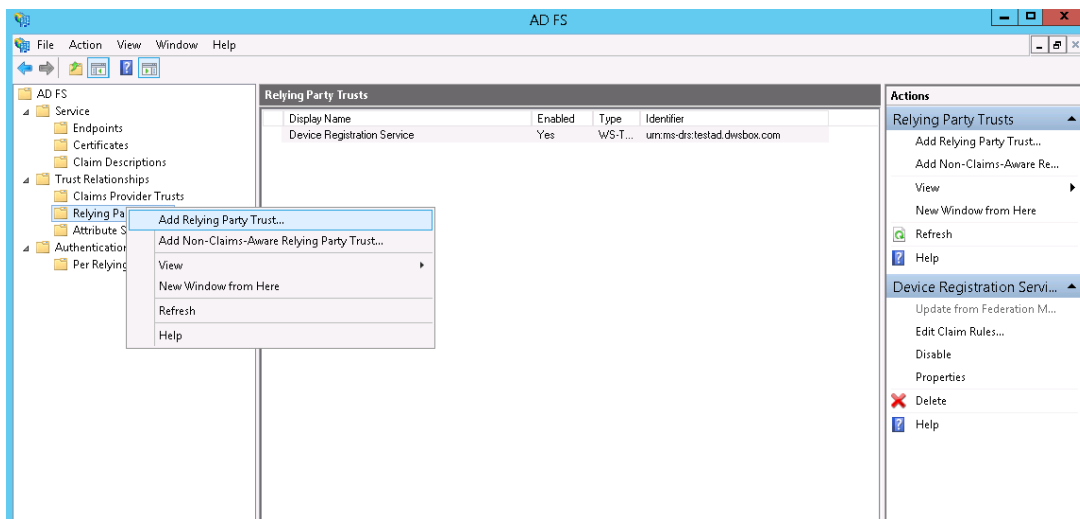 AD FS
File Action View Window Help
AD FS
Service
Endpoints
Certificates
Claim Descriptions
Trust Relationships
Claims Provider Trusts
Relying Pa
Attribute S
Authentication
Per Relying
Add Relying Party Trust...
Add Non-Claims-Aware Relying Party Trust...
View
New Window from Here
Refresh
Help
Relying Party Trusts
Display Name Enabled Type Identifier
Device Registration Service Yes WS-T... urn:ms-drs:testad.dwsbox.com
Actions
Relying Party Trusts
Add Relying Party Trust...
Add Non-Claims-Aware Re...
View
New Window from Here
Refresh
Help
Device Registration Servi...
Update from Federation M...
Edit Claim Rules...
Disable
Properties
Delete
Help